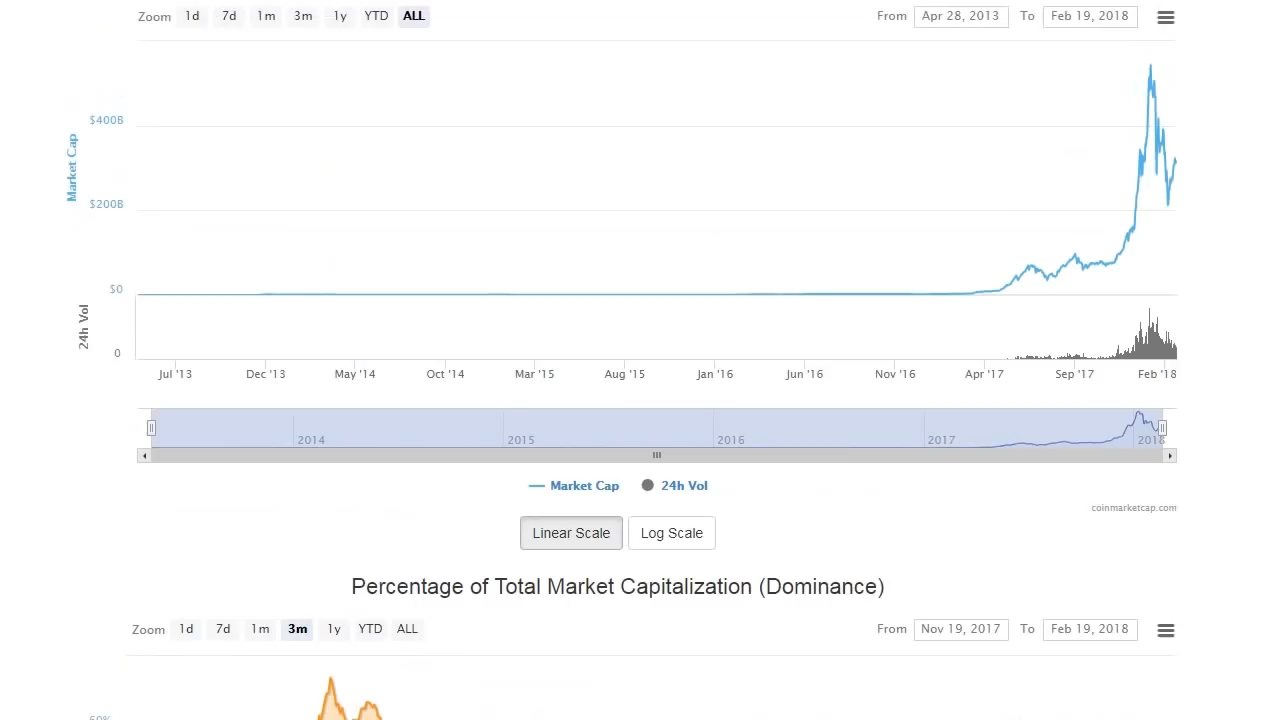 Zoom 1d 7d 1m 3m 1y YTD ALL From Apr 28, 2013 To Feb 19, 2018
$400B
Market Cap
$200B
$0
24h Vol
0
Jul '13 Dec '13 May '14 Oct '14 Mar '15 Aug '15 Jan '16 Jun '16 Nov '16 Apr '17 Sep '17 Feb '18
2014 2015 2016 2017 2018
Market Cap 24h Vol
coinmarketcap.com
Linear Scale Log Scale
Percentage of Total Market Capitalization (Dominance)
Zoom 1d 7d 1m 3m 1y YTD ALL From Nov 19, 2017 To Feb 19, 2018